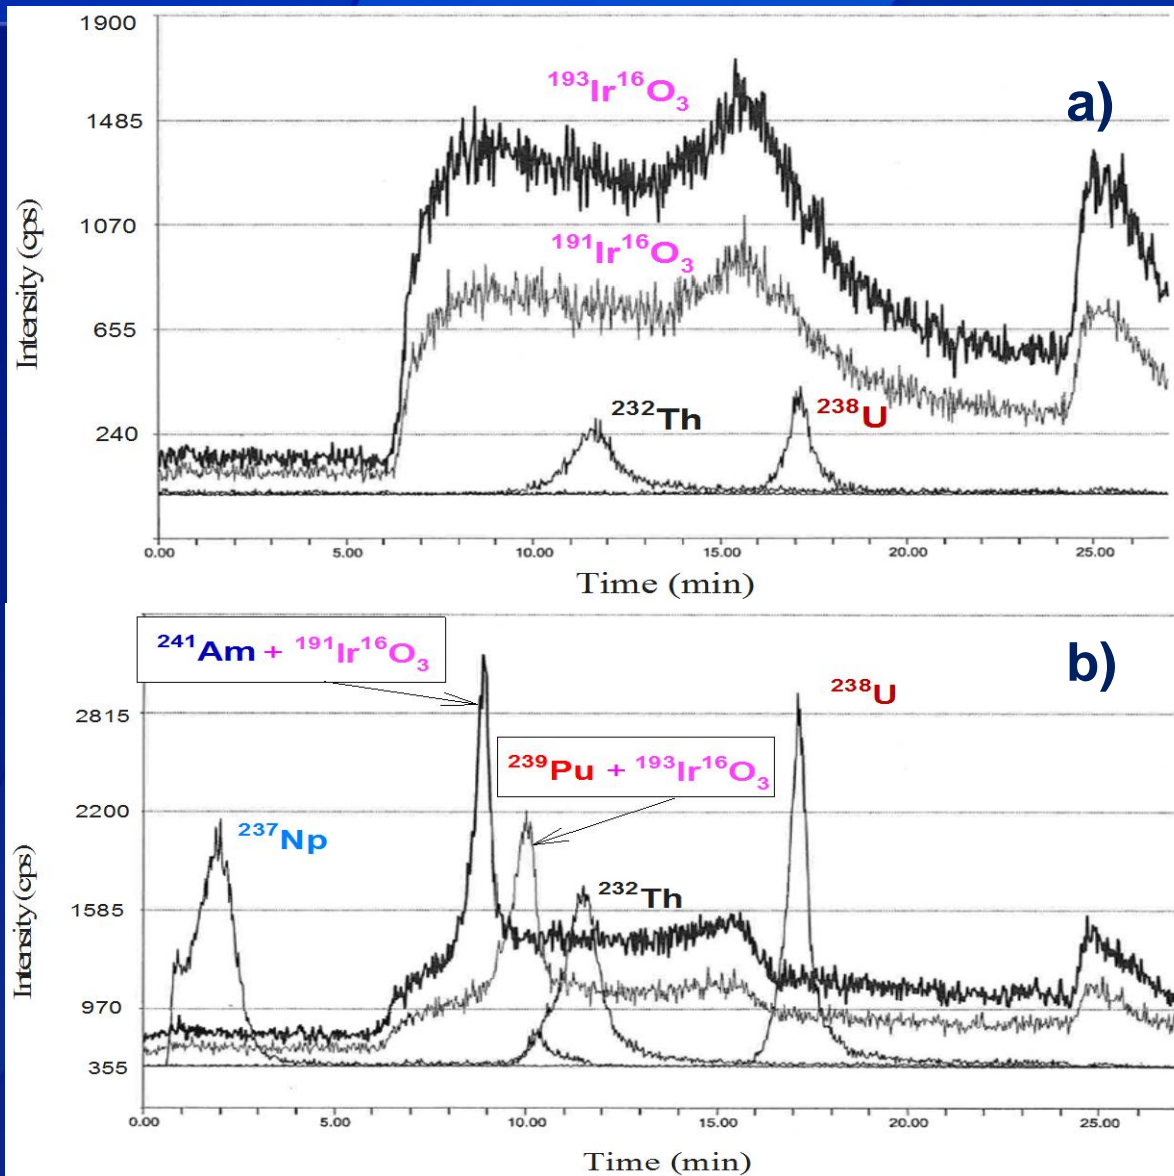 a)
1900
1485
1070
655
240
Intensity (cps)
¹⁹³Ir¹⁶O₃
¹⁹¹Ir¹⁶O₃
²³²Th
²³⁸U
0.00 5.00 10.00 15.00 20.00 25.00
Time (min)
b)
2815
2200
1585
970
355
Intensity (cps)
²⁴¹Am + ¹⁹¹Ir¹⁶O₃
²³⁹Pu + ¹⁹³Ir¹⁶O₃
²³⁷Np
²³²Th
²³⁸U
0.00 5.00 10.00 15.00 20.00 25.00
Time (min)